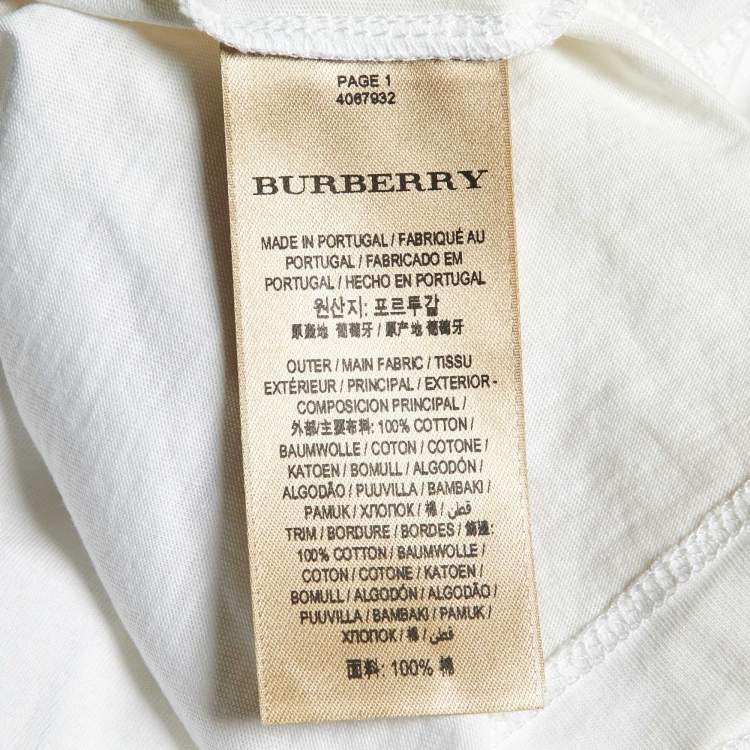 PAGE 1
4067932
BURBERRY
MADE IN PORTUGAL / FABRIQUÉ AU
PORTUGAL / FABRICADO EM
PORTUGAL / HECHO EN PORTUGAL
원산지: 포르투갈
原產地 葡萄牙 / 原产地 葡萄牙
OUTER / MAIN FABRIC / TISSU
EXTÉRIEUR / PRINCIPAL / EXTERIOR -
COMPOSICION PRINCIPAL /
外部/主要布料: 100% COTTON /
BAUMWOLLE / COTON / COTONE /
KATOEN / BOMULL / ALGODÓN /
ALGODÃO / PUUVILLA / BAMBAKI /
PAMUK / ХЛОПОК / 棉 / قطن /
TRIM / BORDURE / BORDES / 飾邊:
100% COTTON / BAUMWOLLE /
COTON / COTONE / KATOEN /
BOMULL / ALGODÓN / ALGODÃO /
PUUVILLA / BAMBAKI / PAMUK /
ХЛОПОК / 棉 / قطن
面料: 100% 棉